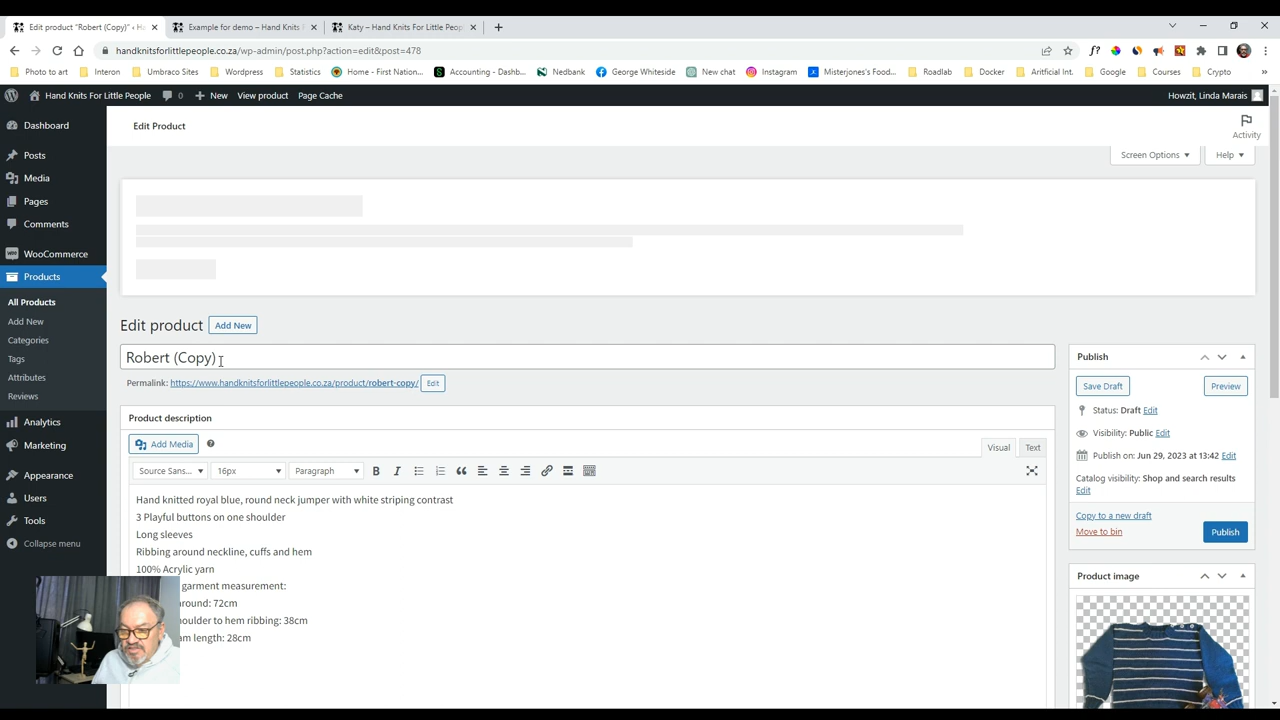 Edit product "Robert (Copy)" ‹ H
Example for demo – Hand Knits F
Katy – Hand Knits For Little Peop
handknitsforlittlepeople.co.za/wp-admin/post.php?action=edit&post=478
Photo to art
Interon
Umbraco Sites
Wordpress
Statistics
Home - First Nation...
Accounting - Dashb...
Nedbank
George Whiteside
New chat
Instagram
Misterjones's Food...
Roadlab
Docker
Aritficial Int...
Google
Courses
Crypto
Hand Knits For Little People
0
New
View product
Page Cache
Howzit, Linda Marais
Dashboard
Posts
Media
Pages
Comments
WooCommerce
Products
All Products
Add New
Categories
Tags
Attributes
Reviews
Analytics
Marketing
Appearance
Users
Tools
Collapse menu
Edit Product
Activity
Screen Options
Help
Edit product
Add New
Robert (Copy)
Permalink: https://www.handknitsforlittlepeople.co.za/product/robert-copy/ Edit
Product description
Add Media
Visual
Text
Source Sans...
16px
Paragraph
Hand knitted royal blue, round neck jumper with white striping contrast
3 Playful buttons on one shoulder
Long sleeves
Ribbing around neckline, cuffs and hem
100% Acrylic yarn
garment measurement:
around: 72cm
shoulder to hem ribbing: 38cm
length: 28cm
Publish
Save Draft
Preview
Status: Draft Edit
Visibility: Public Edit
Publish on: Jun 29, 2023 at 13:42 Edit
Catalog visibility: Shop and search results
Edit
Copy to a new draft
Move to bin
Publish
Product image